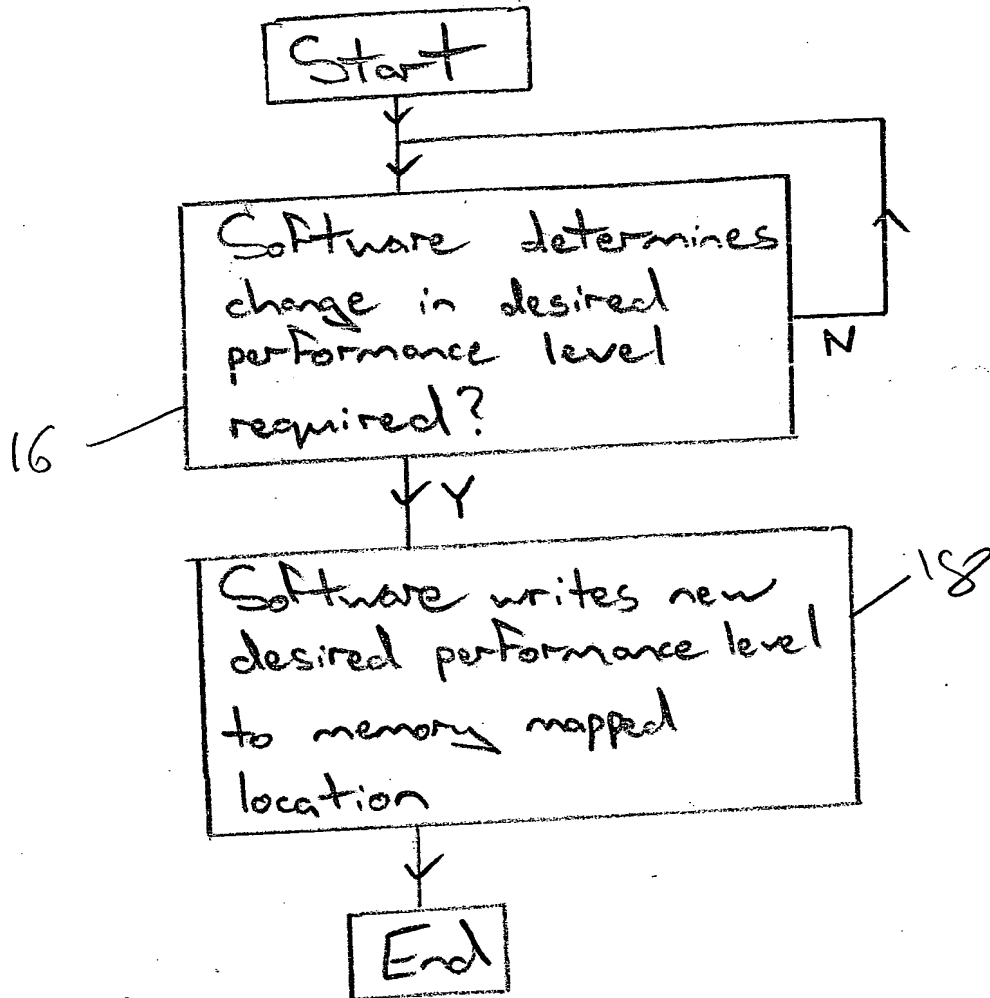 Start
Software determines
change in desired
performance level
required?
N
16
Y
Software writes new
desired performance level
to memory mapped
location
18
End